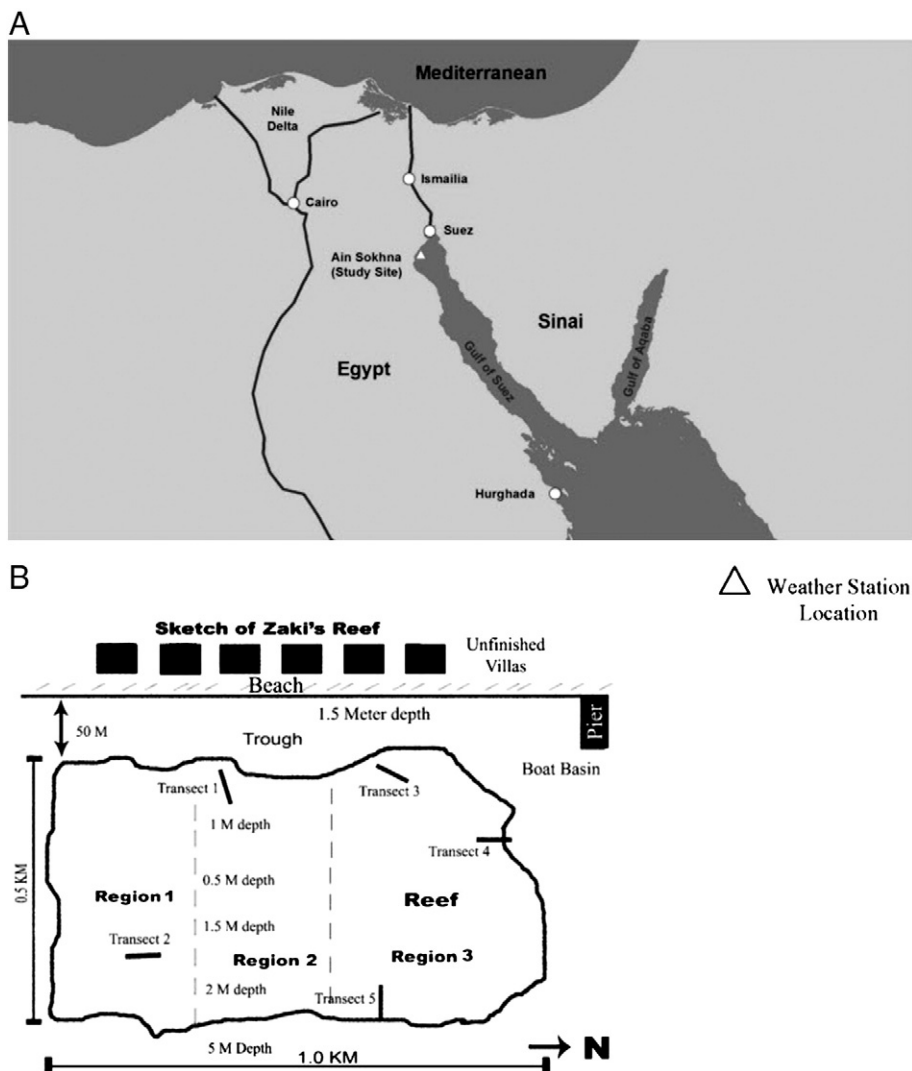 A
Mediterranean
Nile
Delta
Ismailia
Cairo
Suez
Ain Sokhna
(Study Site)
Sinai
Egypt
Gulf of Suez
Gulf of Aqaba
Hurghada
B
Weather Station
Location
Sketch of Zaki's Reef
Unfinished
Villas
Beach
1.5 Meter depth
Pier
50 M
Trough
Boat Basin
Transect 1
Transect 3
1 M depth
Transect 4
0.5 KM
0.5 M depth
Region 1
Reef
1.5 M depth
Transect 2
Region 2
Region 3
2 M depth
Transect 5
5 M Depth
1.0 KM
N